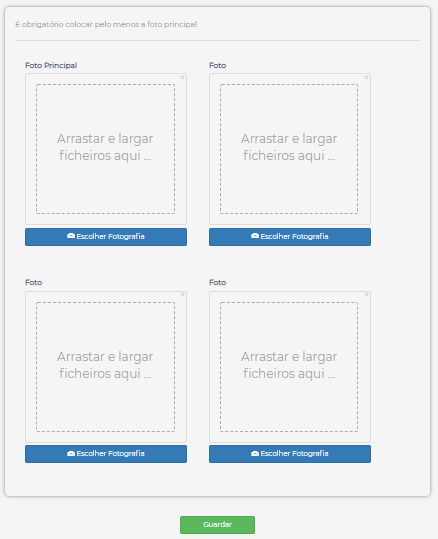 É obrigatório colocar pelo menos a foto principal
Foto Principal
Foto
Arrastar e largar
ficheiros aqui ...
Arrastar e largar
ficheiros aqui ...
Escolher Fotografia
Escolher Fotografia
Foto
Foto
Arrastar e largar
ficheiros aqui ...
Arrastar e largar
ficheiros aqui ...
Escolher Fotografia
Escolher Fotografia
Guardar